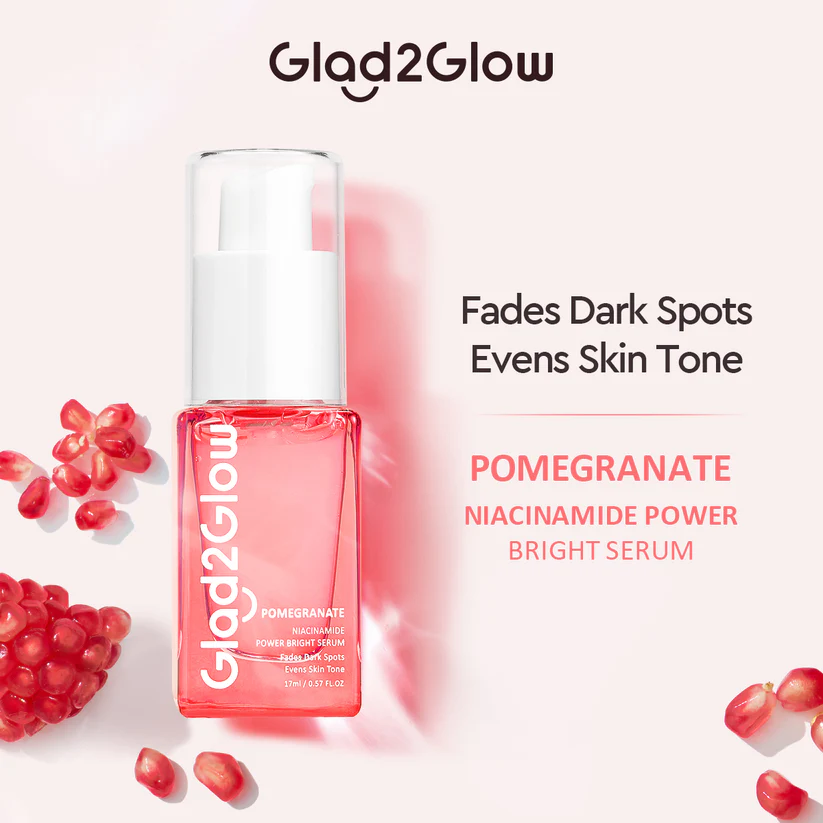 Glad2Glow
Fades Dark Spots
Evens Skin Tone
POMEGRANATE
NIACINAMIDE POWER
BRIGHT SERUM
Glad2Glow
POMEGRANATE
NIACINAMIDE
POWER BRIGHT SERUM
Fades Dark Spots
Evens Skin Tone
17ml / 0.57 FL.OZ